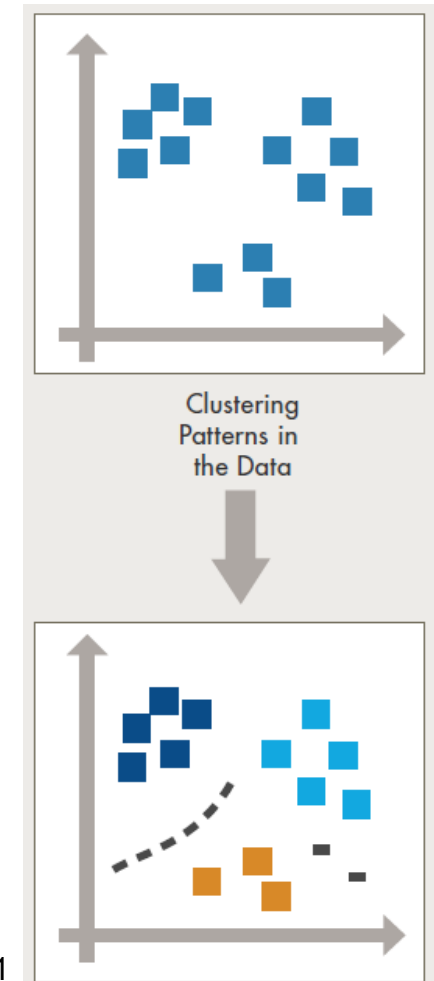 Clustering
Patterns in
the Data
1